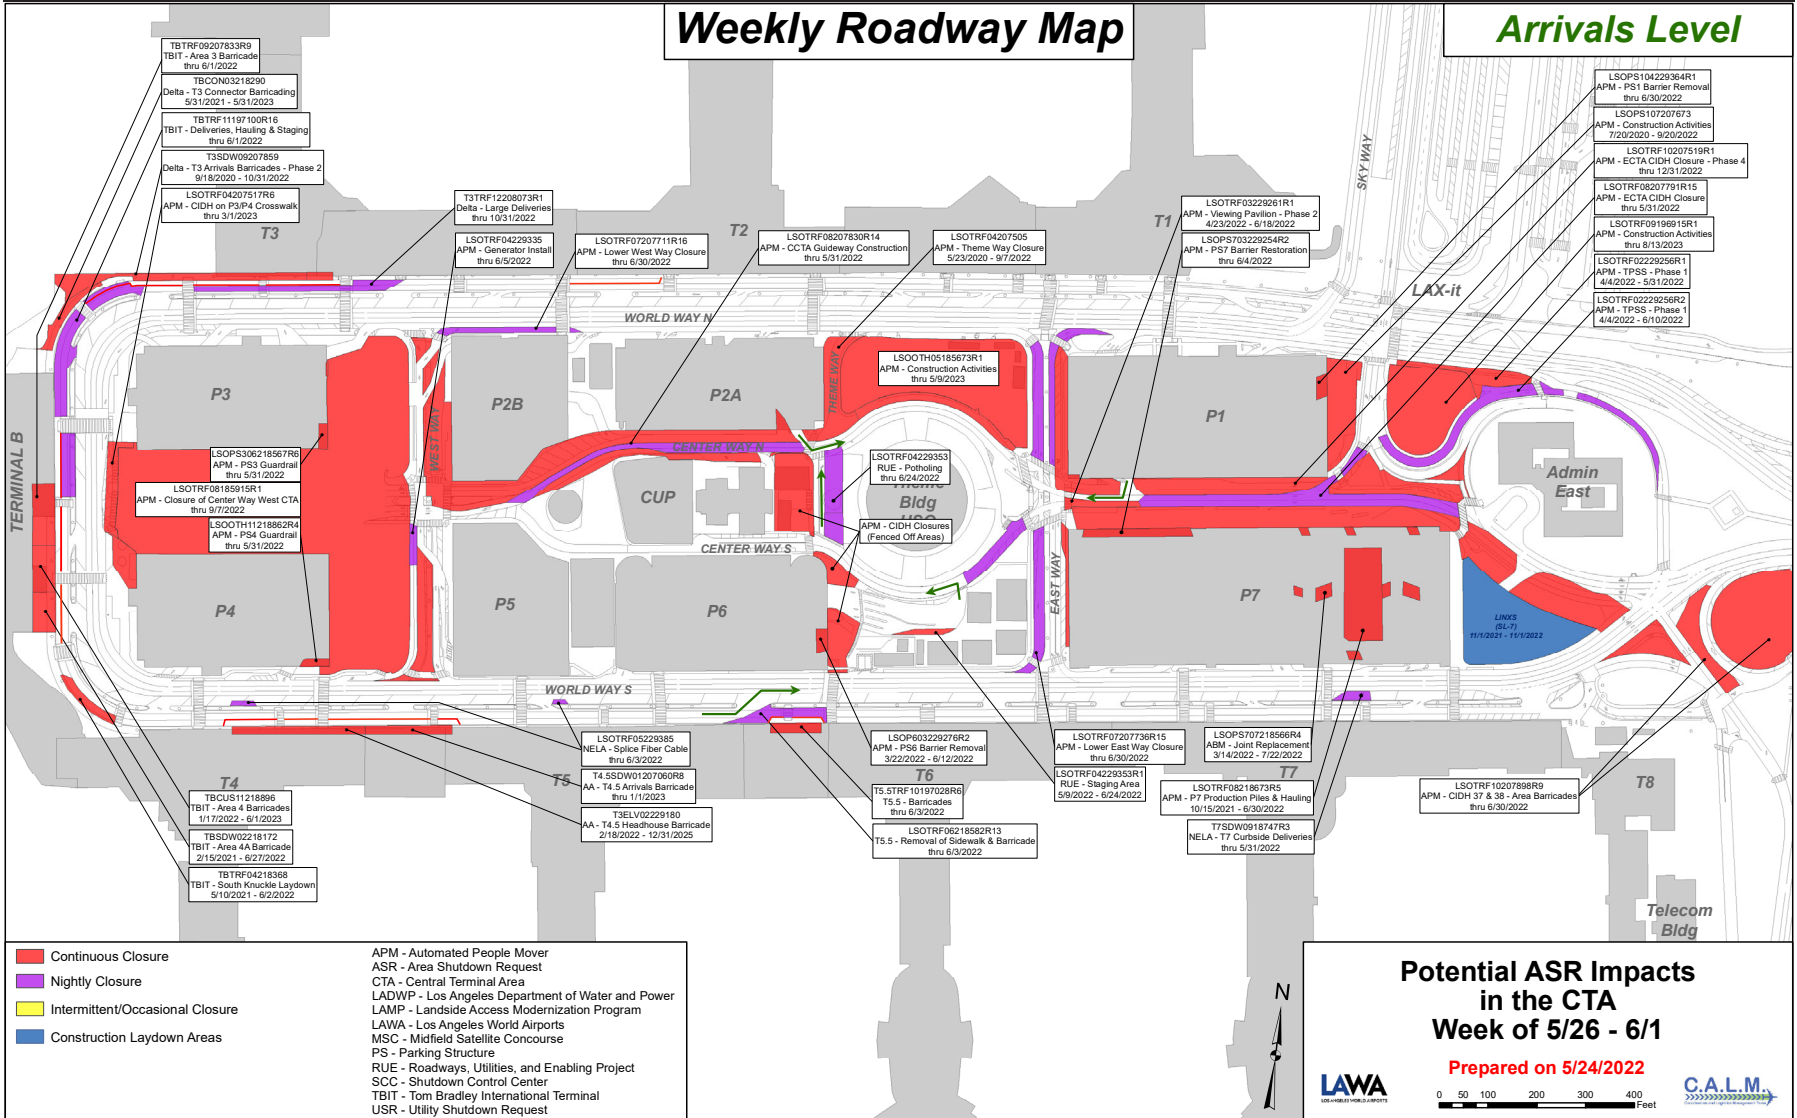 Weekly Roadway Map
Arrivals Level
TBTRF09207833R9
TBIT - Area 3 Barricade
thru 6/1/2022
TBCON03218290
Delta - T3 Connector Barricading
5/31/2021 - 5/31/2023
TBTRF11197100R16
TBIT - Deliveries, Hauling & Staging
thru 6/1/2022
T3SDW09207859
Delta - T3 Arrivals Barricades - Phase 2
9/18/2020 - 10/31/2022
LSOTRF04207517R6
APM - CIDH on P3/P4 Crosswalk
thru 3/1/2023
T3TRF12208073R1
Delta - Large Deliveries
thru 10/31/2022
LSOTRF04229335
APM - Generator Install
thru 6/5/2022
LSOTRF07207711R16
APM - Lower West Way Closure
thru 6/30/2022
LSOTRF08207830R14
APM - CCTA Guideway Construction
thru 5/31/2022
LSOTRF04207505
APM - Theme Way Closure
5/23/2020 - 9/7/2022
LSOTRF03229261R1
APM - Viewing Pavilion - Phase 2
4/23/2022 - 6/18/2022
LSOPS703229254R2
APM - PS7 Barrier Restoration
thru 6/4/2022
LSOPS104229364R1
APM - PS1 Barrier Removal
thru 6/30/2022
LSOPS107207673
APM - Construction Activities
7/20/2020 - 9/20/2022
LSOTRF10207519R1
APM - ECTA CIDH Closure - Phase 4
thru 12/31/2022
LSOTRF08207791R15
APM - ECTA CIDH Closure
thru 5/31/2022
LSOTRF09196915R1
APM - Construction Activities
thru 8/13/2023
LSOTRF02229256R1
APM - TPSS - Phase 1
4/4/2022 - 5/31/2022
LSOTRF02229256R2
APM - TPSS - Phase 1
4/4/2022 - 6/10/2022
T3
T2
T1
SKY WAY
LAX-it
WORLD WAY N
LSOOTH05185673R1
APM - Construction Activities
5/9/2023
P3
P2B
P2A
THEME WAY
P1
WEST WAY
CENTER WAY N
TERMINAL B
LSOPS306218567R6
APM - PS3 Guardrail
thru 5/31/2022
LSOTRF08185915R1
APM - Closure of Center Way West CTA
thru 9/7/2022
LSOOTH11218862R4
APM - PS4 Guardrail
thru 5/31/2022
CUP
LSOTRF04229353
RUE - Potholing
thru 6/24/2022
Theme
Bldg
USO
APM - CIDH Closures
(Fenced Off Areas)
Admin
East
CENTER WAY S
EAST WAY
P4
P5
P6
P7
LINXS
(SL-7)
11/1/2021 - 11/1/2022
WORLD WAY S
LSOTRF05229385
NELA - Splice Fiber Cable
thru 6/3/2022
T4.5SDW01207060R8
AA - T4.5 Arrivals Barricade
thru 1/1/2023
T3ELV02229180
AA - T4.5 Headhouse Barricade
2/18/2022 - 12/31/2025
LSOP603229276R2
APM - PS6 Barrier Removal
3/22/2022 - 6/12/2022
T5.5TRF10197028R6
T5.5 - Barricades
thru 6/3/2022
LSOTRF06218582R13
T5.5 - Removal of Sidewalk & Barricade
thru 6/3/2022
LSOTRF07207736R15
APM - Lower East Way Closure
thru 6/30/2022
LSOTRF04229353R1
RUE - Staging Area
5/9/2022 - 6/24/2022
LSOPS707218566R4
ABM - Joint Replacement
3/14/2022 - 7/22/2022
LSOTRF08218673R5
APM - P7 Production Piles & Hauling
10/15/2021 - 6/30/2022
T7SDW0918747R3
NELA - T7 Curbside Deliveries
thru 5/31/2022
LSOTRF10207898R9
APM - CIDH 37 & 38 - Area Barricades
thru 6/30/2022
T4
T5
T6
T7
T8
TBCUS11218896
TBIT - Area 4 Barricades
1/17/2022 - 6/1/2023
TBSDW02218172
TBIT - Area 4A Barricade
2/15/2021 - 6/27/2022
TBTRF04218368
TBIT - South Knuckle Laydown
5/10/2021 - 6/2/2022
Telecom
Bldg
Continuous Closure
Nightly Closure
Intermittent/Occasional Closure
Construction Laydown Areas
APM - Automated People Mover
ASR - Area Shutdown Request
CTA - Central Terminal Area
LADWP - Los Angeles Department of Water and Power
LAMP - Landside Access Modernization Program
LAWA - Los Angeles World Airports
MSC - Midfield Satellite Concourse
PS - Parking Structure
RUE - Roadways, Utilities, and Enabling Project
SCC - Shutdown Control Center
TBIT - Tom Bradley International Terminal
USR - Utility Shutdown Request
N
Potential ASR Impacts
in the CTA
Week of 5/26 - 6/1
Prepared on 5/24/2022
LAWA
LOS ANGELES WORLD AIRPORTS
0 50 100 200 300 400
Feet
C.A.L.M.